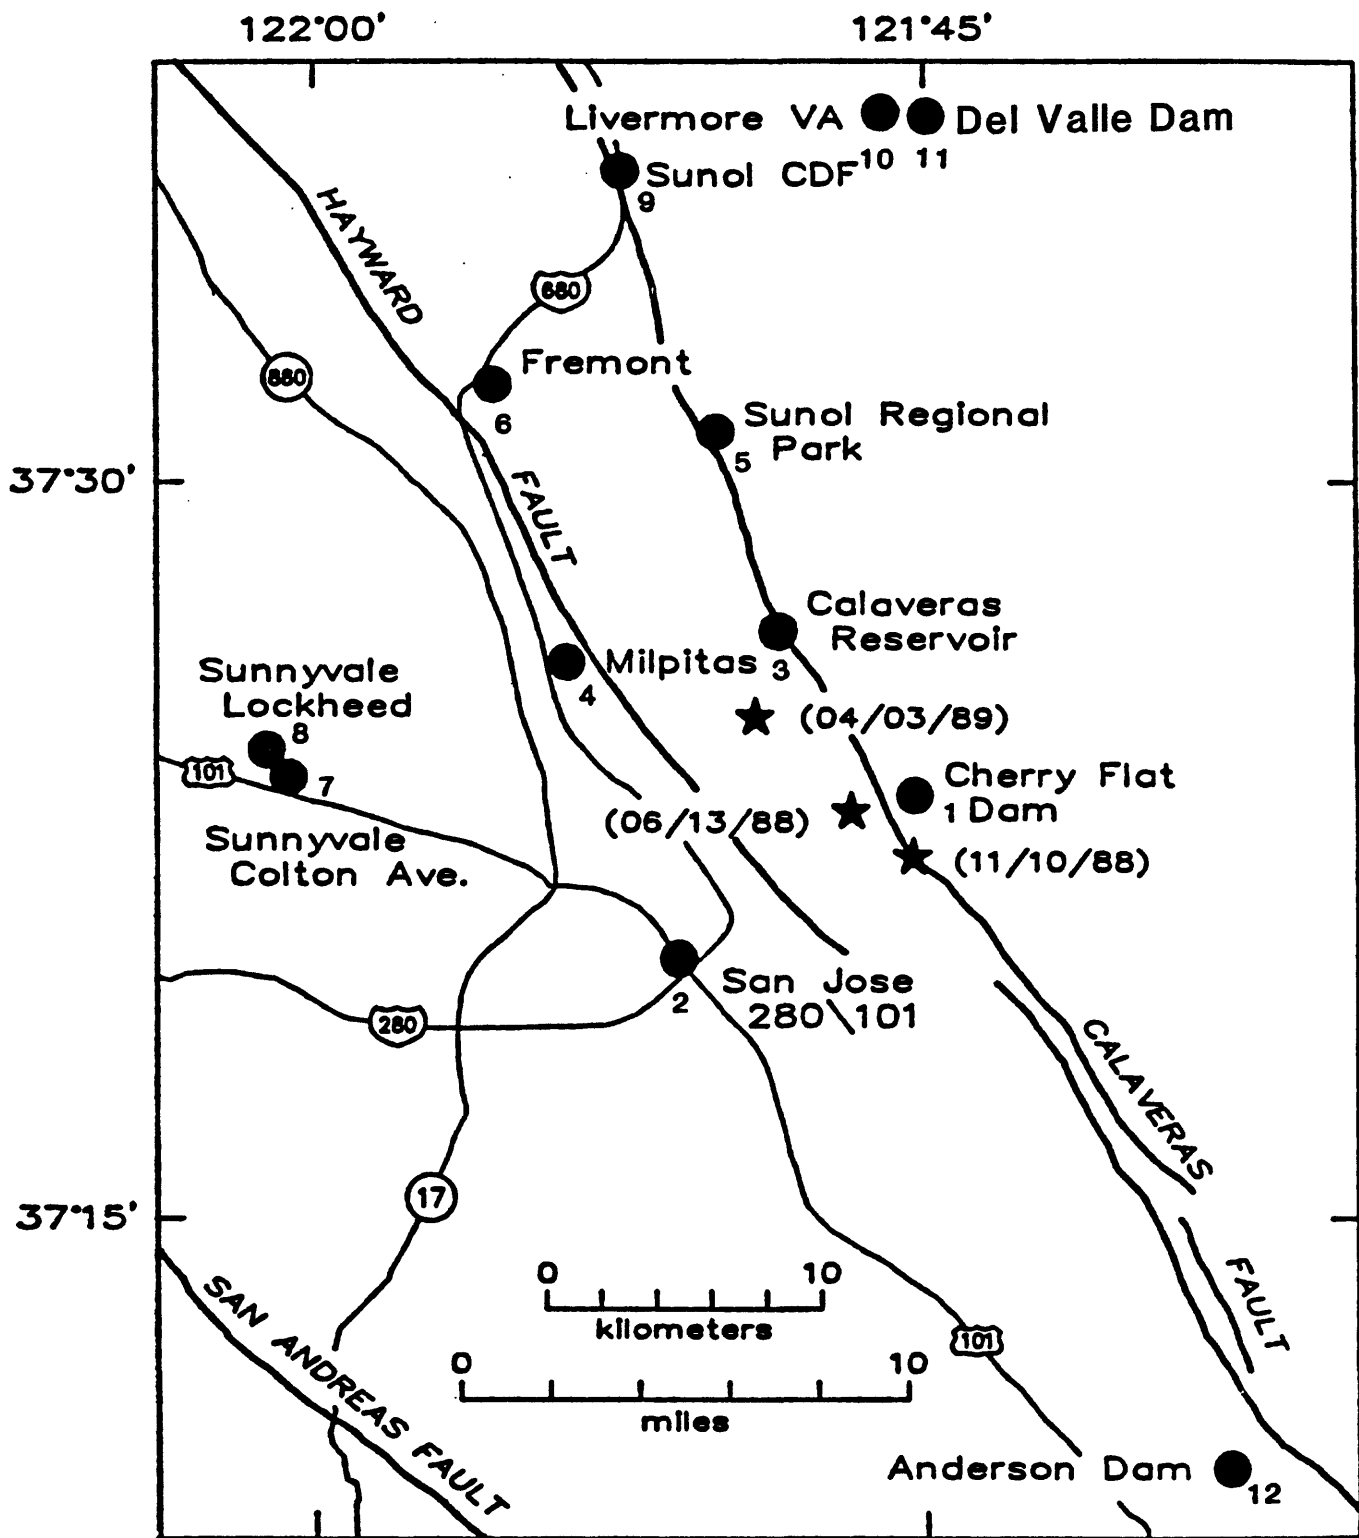 122°00' 121°45'
Livermore VA Del Valle Dam
10 11
Sunol CDF
9
HAYWARD
680
Fremont
6
880
Sunol Regional
Park
5
37°30'
FAULT
Calaveras
Reservoir
3
Milpitas
4
Sunnyvale
Lockheed
8
(04/03/89)
101
7
Cherry Flat
1 Dam
(06/13/88)
Sunnyvale
Colton Ave.
(11/10/88)
San Jose
280\101
2
280
CALAVERAS
17
37°15'
FAULT
0 10
kilometers
SAN ANDREAS FAULT
101
0 10
miles
Anderson Dam
12